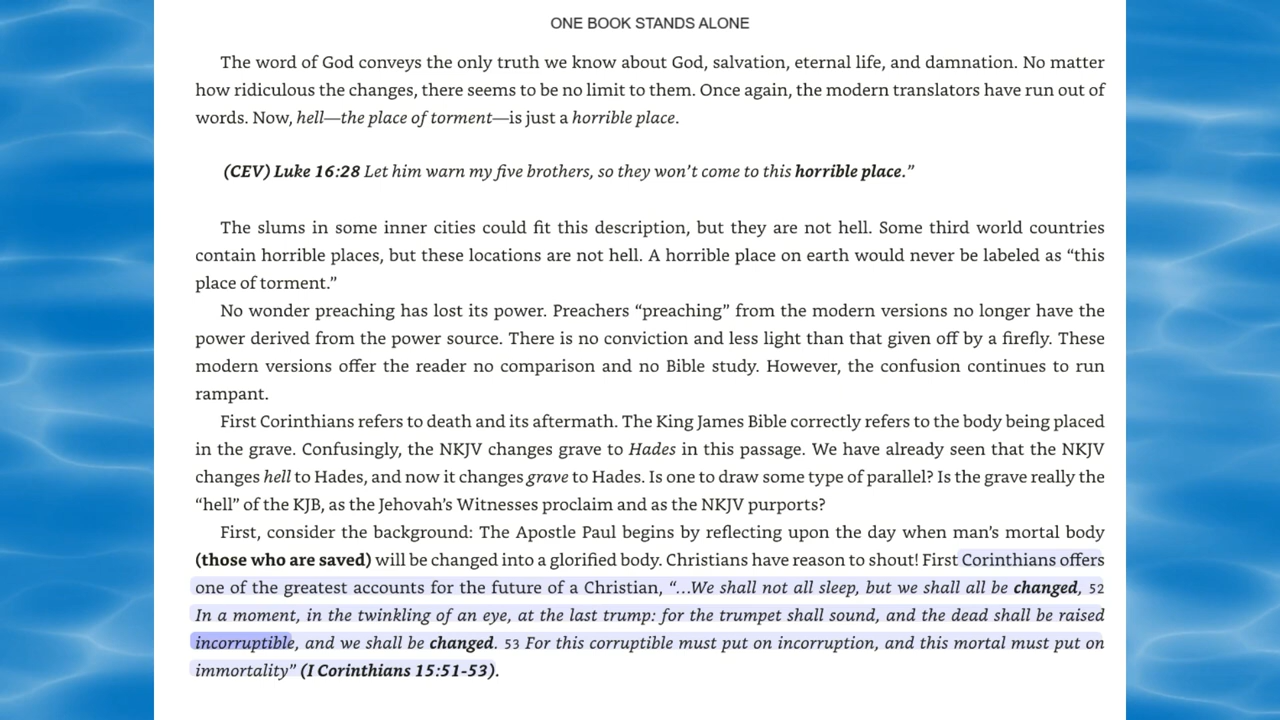 ONE BOOK STANDS ALONE
The word of God conveys the only truth we know about God, salvation, eternal life, and damnation. No matter
how ridiculous the changes, there seems to be no limit to them. Once again, the modern translators have run out of
words. Now, hell—the place of torment—is just a horrible place.
(CEV) Luke 16:28 Let him warn my five brothers, so they won’t come to this horrible place.”
The slums in some inner cities could fit this description, but they are not hell. Some third world countries
contain horrible places, but these locations are not hell. A horrible place on earth would never be labeled as “this
place of torment.”
No wonder preaching has lost its power. Preachers “preaching” from the modern versions no longer have the
power derived from the power source. There is no conviction and less light than that given off by a firefly. These
modern versions offer the reader no comparison and no Bible study. However, the confusion continues to run
rampant.
First Corinthians refers to death and its aftermath. The King James Bible correctly refers to the body being placed
in the grave. Confusingly, the NKJV changes grave to Hades in this passage. We have already seen that the NKJV
changes hell to Hades, and now it changes grave to Hades. Is one to draw some type of parallel? Is the grave really the
“hell” of the KJB, as the Jehovah’s Witnesses proclaim and as the NKJV purports?
First, consider the background: The Apostle Paul begins by reflecting upon the day when man’s mortal body
(those who are saved) will be changed into a glorified body. Christians have reason to shout! First Corinthians offers
one of the greatest accounts for the future of a Christian, “…We shall not all sleep, but we shall all be changed, 52
In a moment, in the twinkling of an eye, at the last trump: for the trumpet shall sound, and the dead shall be raised
incorruptible, and we shall be changed. 53 For this corruptible must put on incorruption, and this mortal must put on
immortality” (I Corinthians 15:51-53).